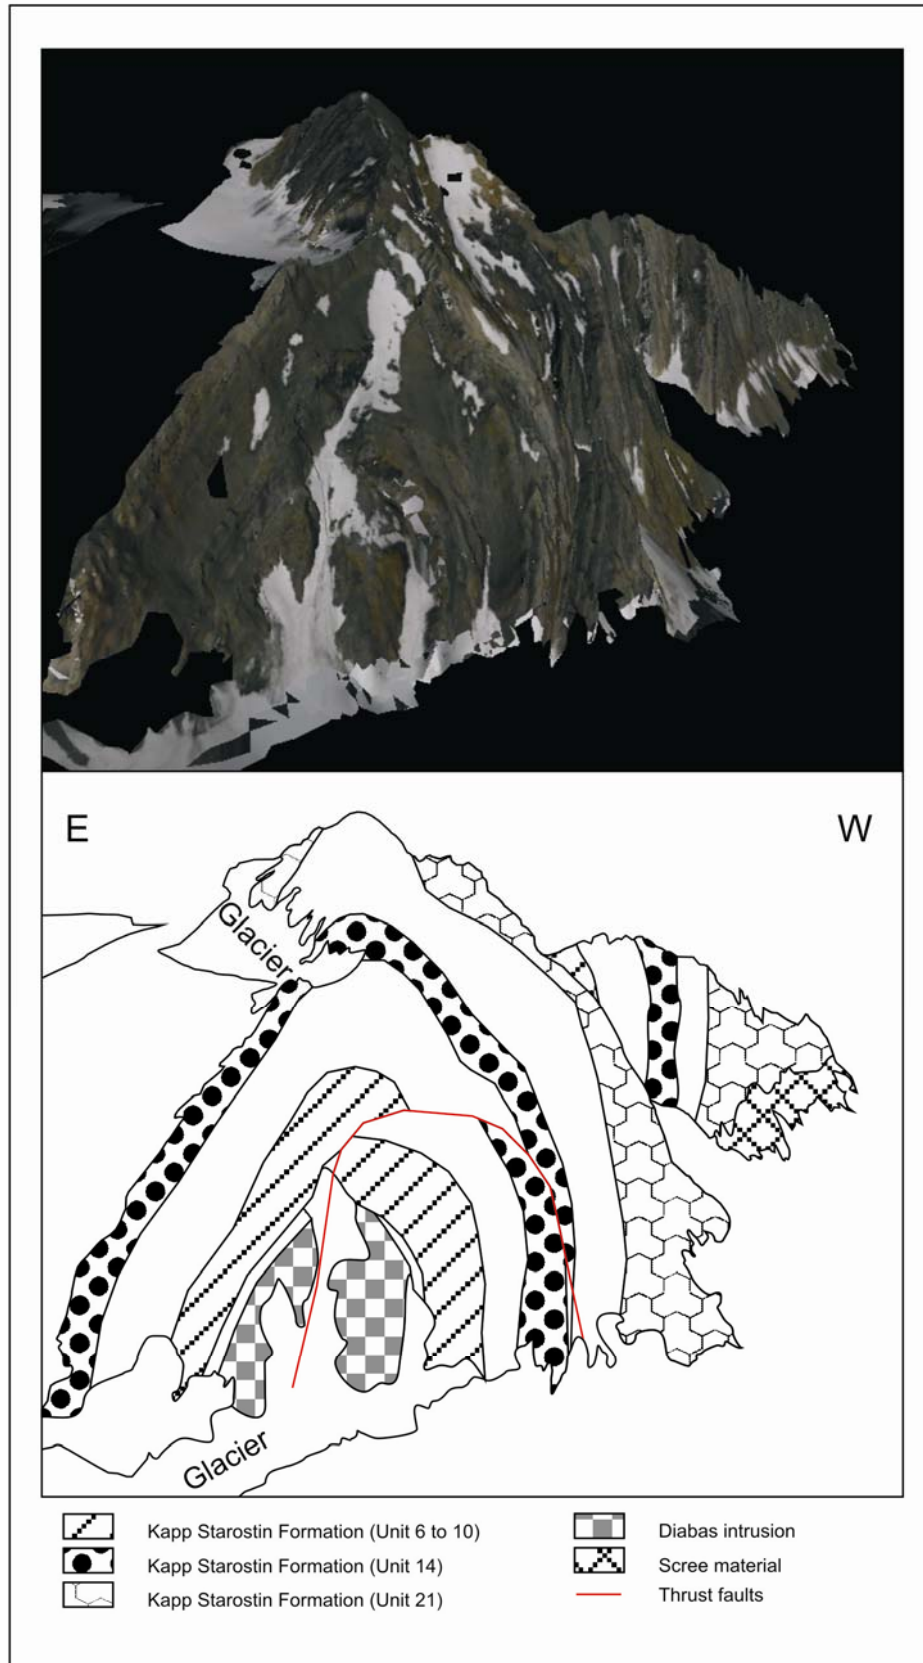 E
W
Glacier
Glacier
Kapp Starostin Formation (Unit 6 to 10)
Kapp Starostin Formation (Unit 14)
Kapp Starostin Formation (Unit 21)
Diabas intrusion
Scree material
Thrust faults